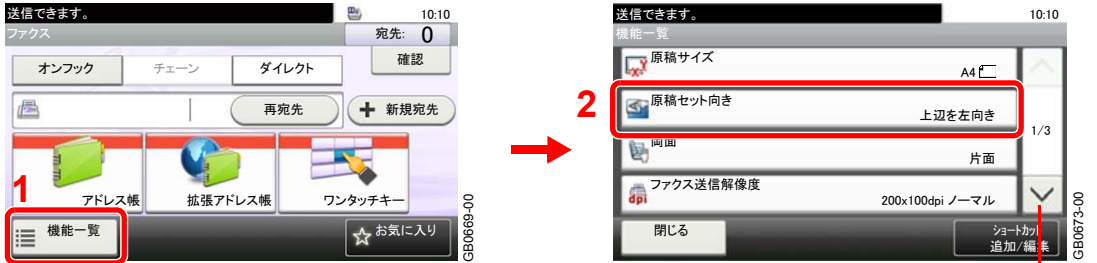 送信できます。
10:10
ファクス
宛先: 0
オンフック
チェーン
ダイレクト
確認
再宛先
新規宛先
1
アドレス帳
拡張アドレス帳
ワンタッチキー
機能一覧
お気に入り
GB0669-00
送信できます。
10:10
機能一覧
原稿サイズ
A4
2
原稿セット向き
上辺を左向き
1/3
両面
片面
ファクス送信解像度
dpi
200x100dpi ノーマル
閉じる
ショートカット
追加/編集
GB0673-00